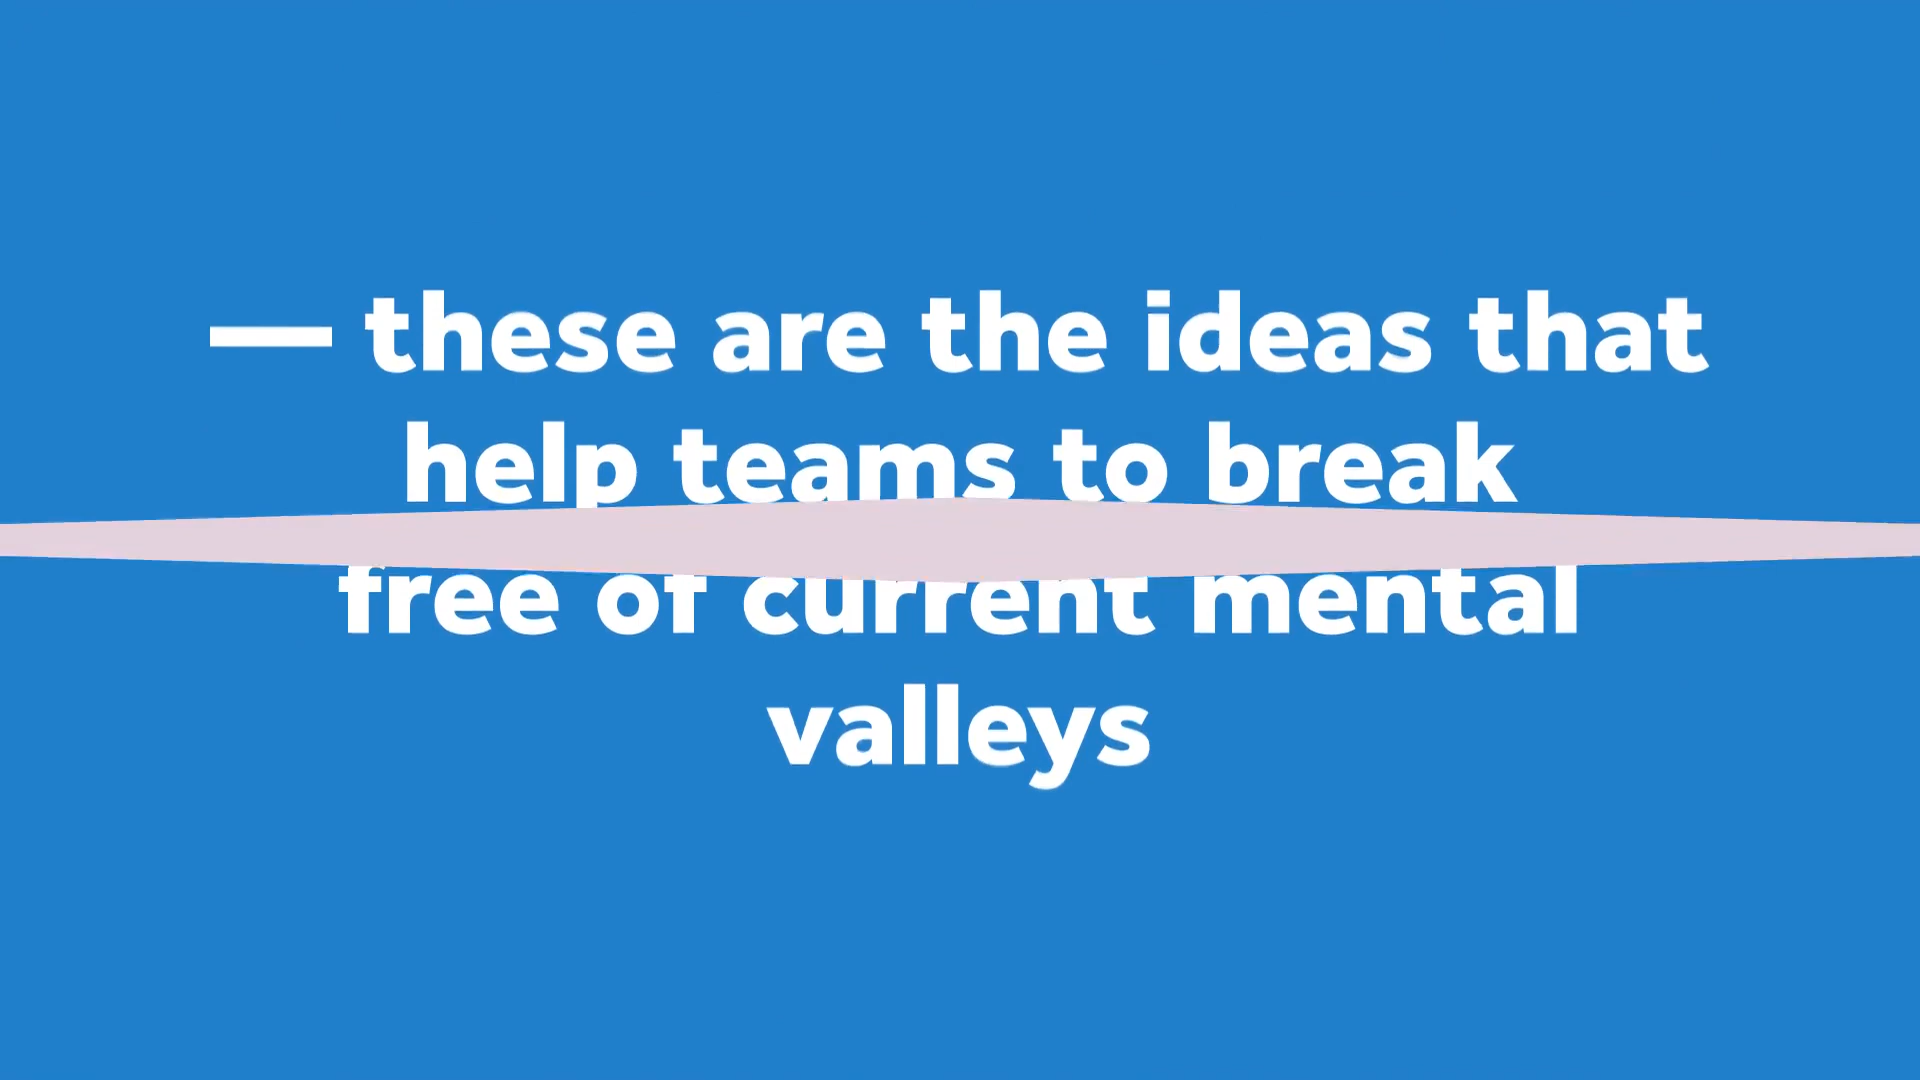 — these are the ideas that
help teams to break
free of current mental
valleys